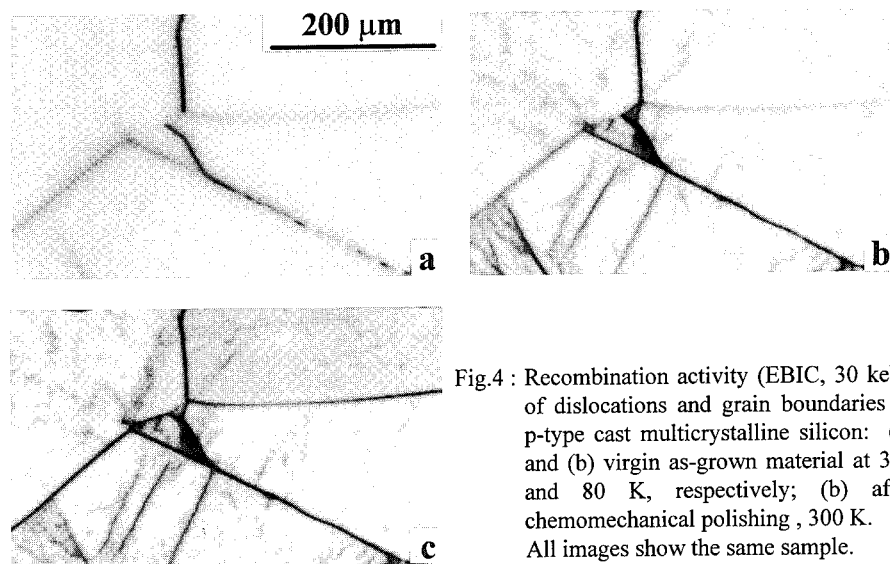 200 µm
a
b
c
Fig.4 : Recombination activity (EBIC, 30 ke
of dislocations and grain boundaries
p-type cast multicrystalline silicon:
and (b) virgin as-grown material at 3
and 80 K, respectively; (b) af
chemomechanical polishing , 300 K.
All images show the same sample.